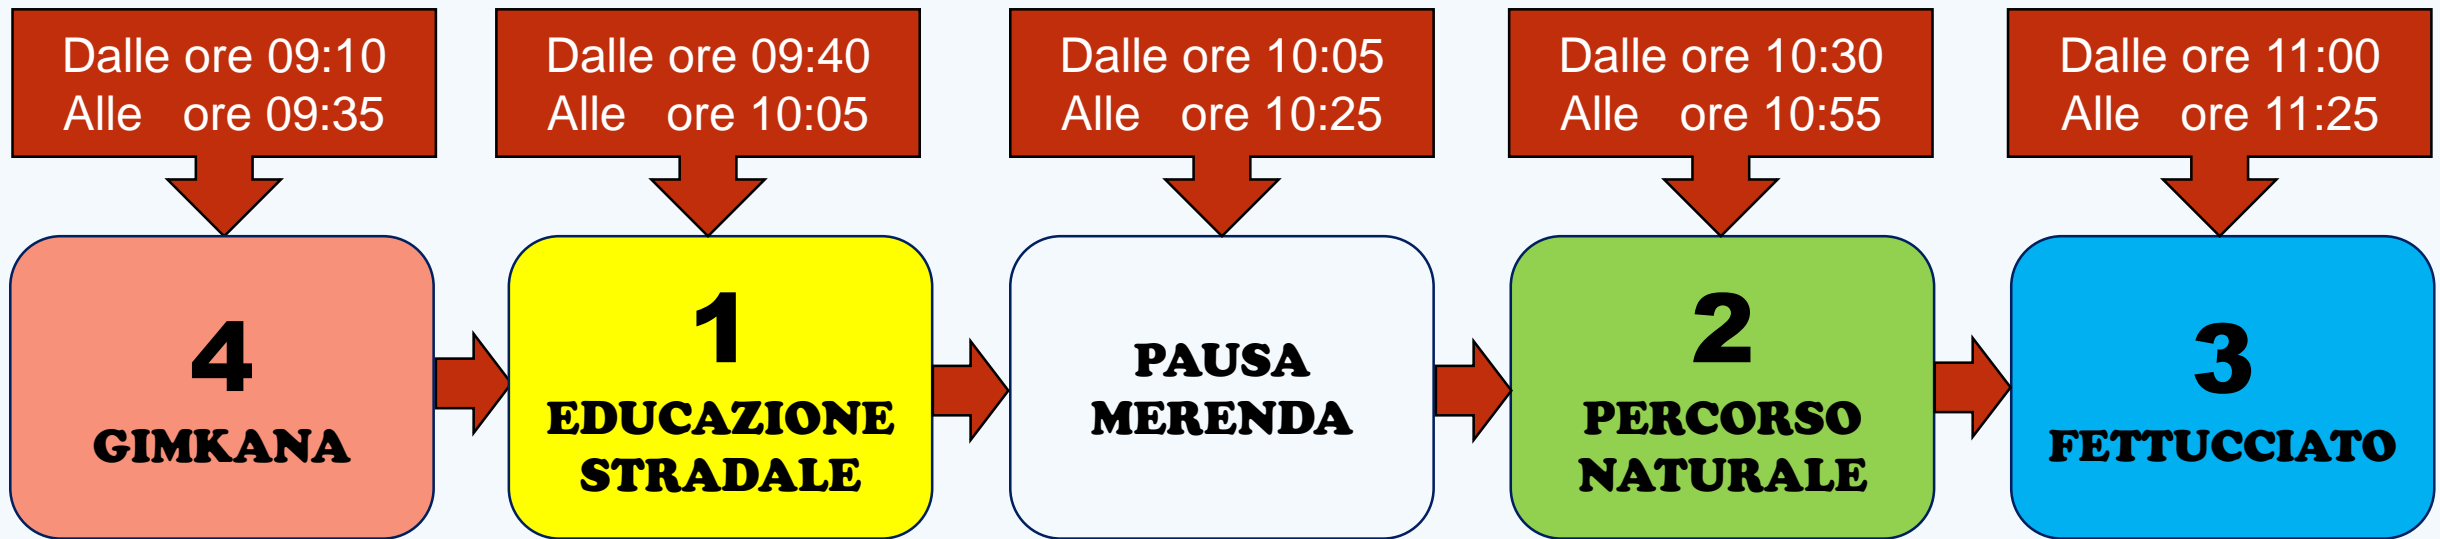 Dalle ore 09:10
Alle ore 09:35
Dalle ore 09:40
Alle ore 10:05
Dalle ore 10:05
Alle ore 10:25
Dalle ore 10:30
Alle ore 10:55
Dalle ore 11:00
Alle ore 11:25
4
GIMKANA
1
EDUCAZIONE
STRADALE
PAUSA
MERENDA
2
PERCORSO
NATURALE
3
FETTUCCIATO